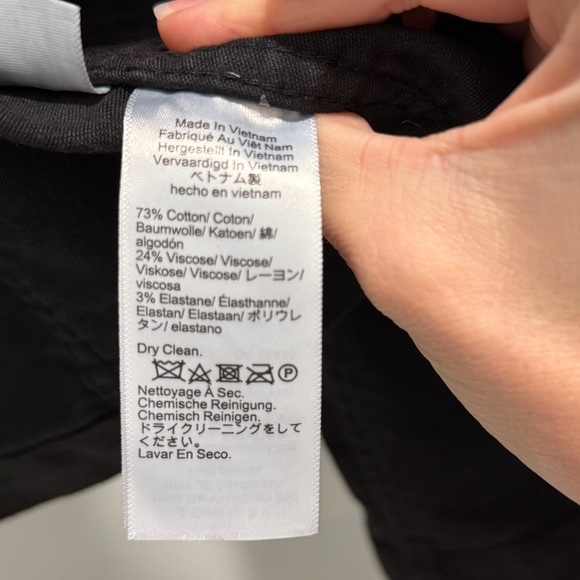 Made In Vietnam
Fabriqué Au Viêt Nam
Hergestellt In Vietnam
Vervaardigd In Vietnam
ベトナム製
hecho en vietnam
73% Cotton/ Coton/
Baumwolle/ Katoen/ 綿/
algodón
24% Viscose/ Viscose/
Viskose/ Viscose/ レーヨン/
viscosa
3% Elastane/ Élasthanne/
Elastan/ Elastaan/ ポリウレ
タン/ elastano
Dry Clean.
P
Nettoyage À Sec.
Chemische Reinigung.
Chemisch Reinigen.
ドライクリーニングをして
ください。
Lavar En Seco.